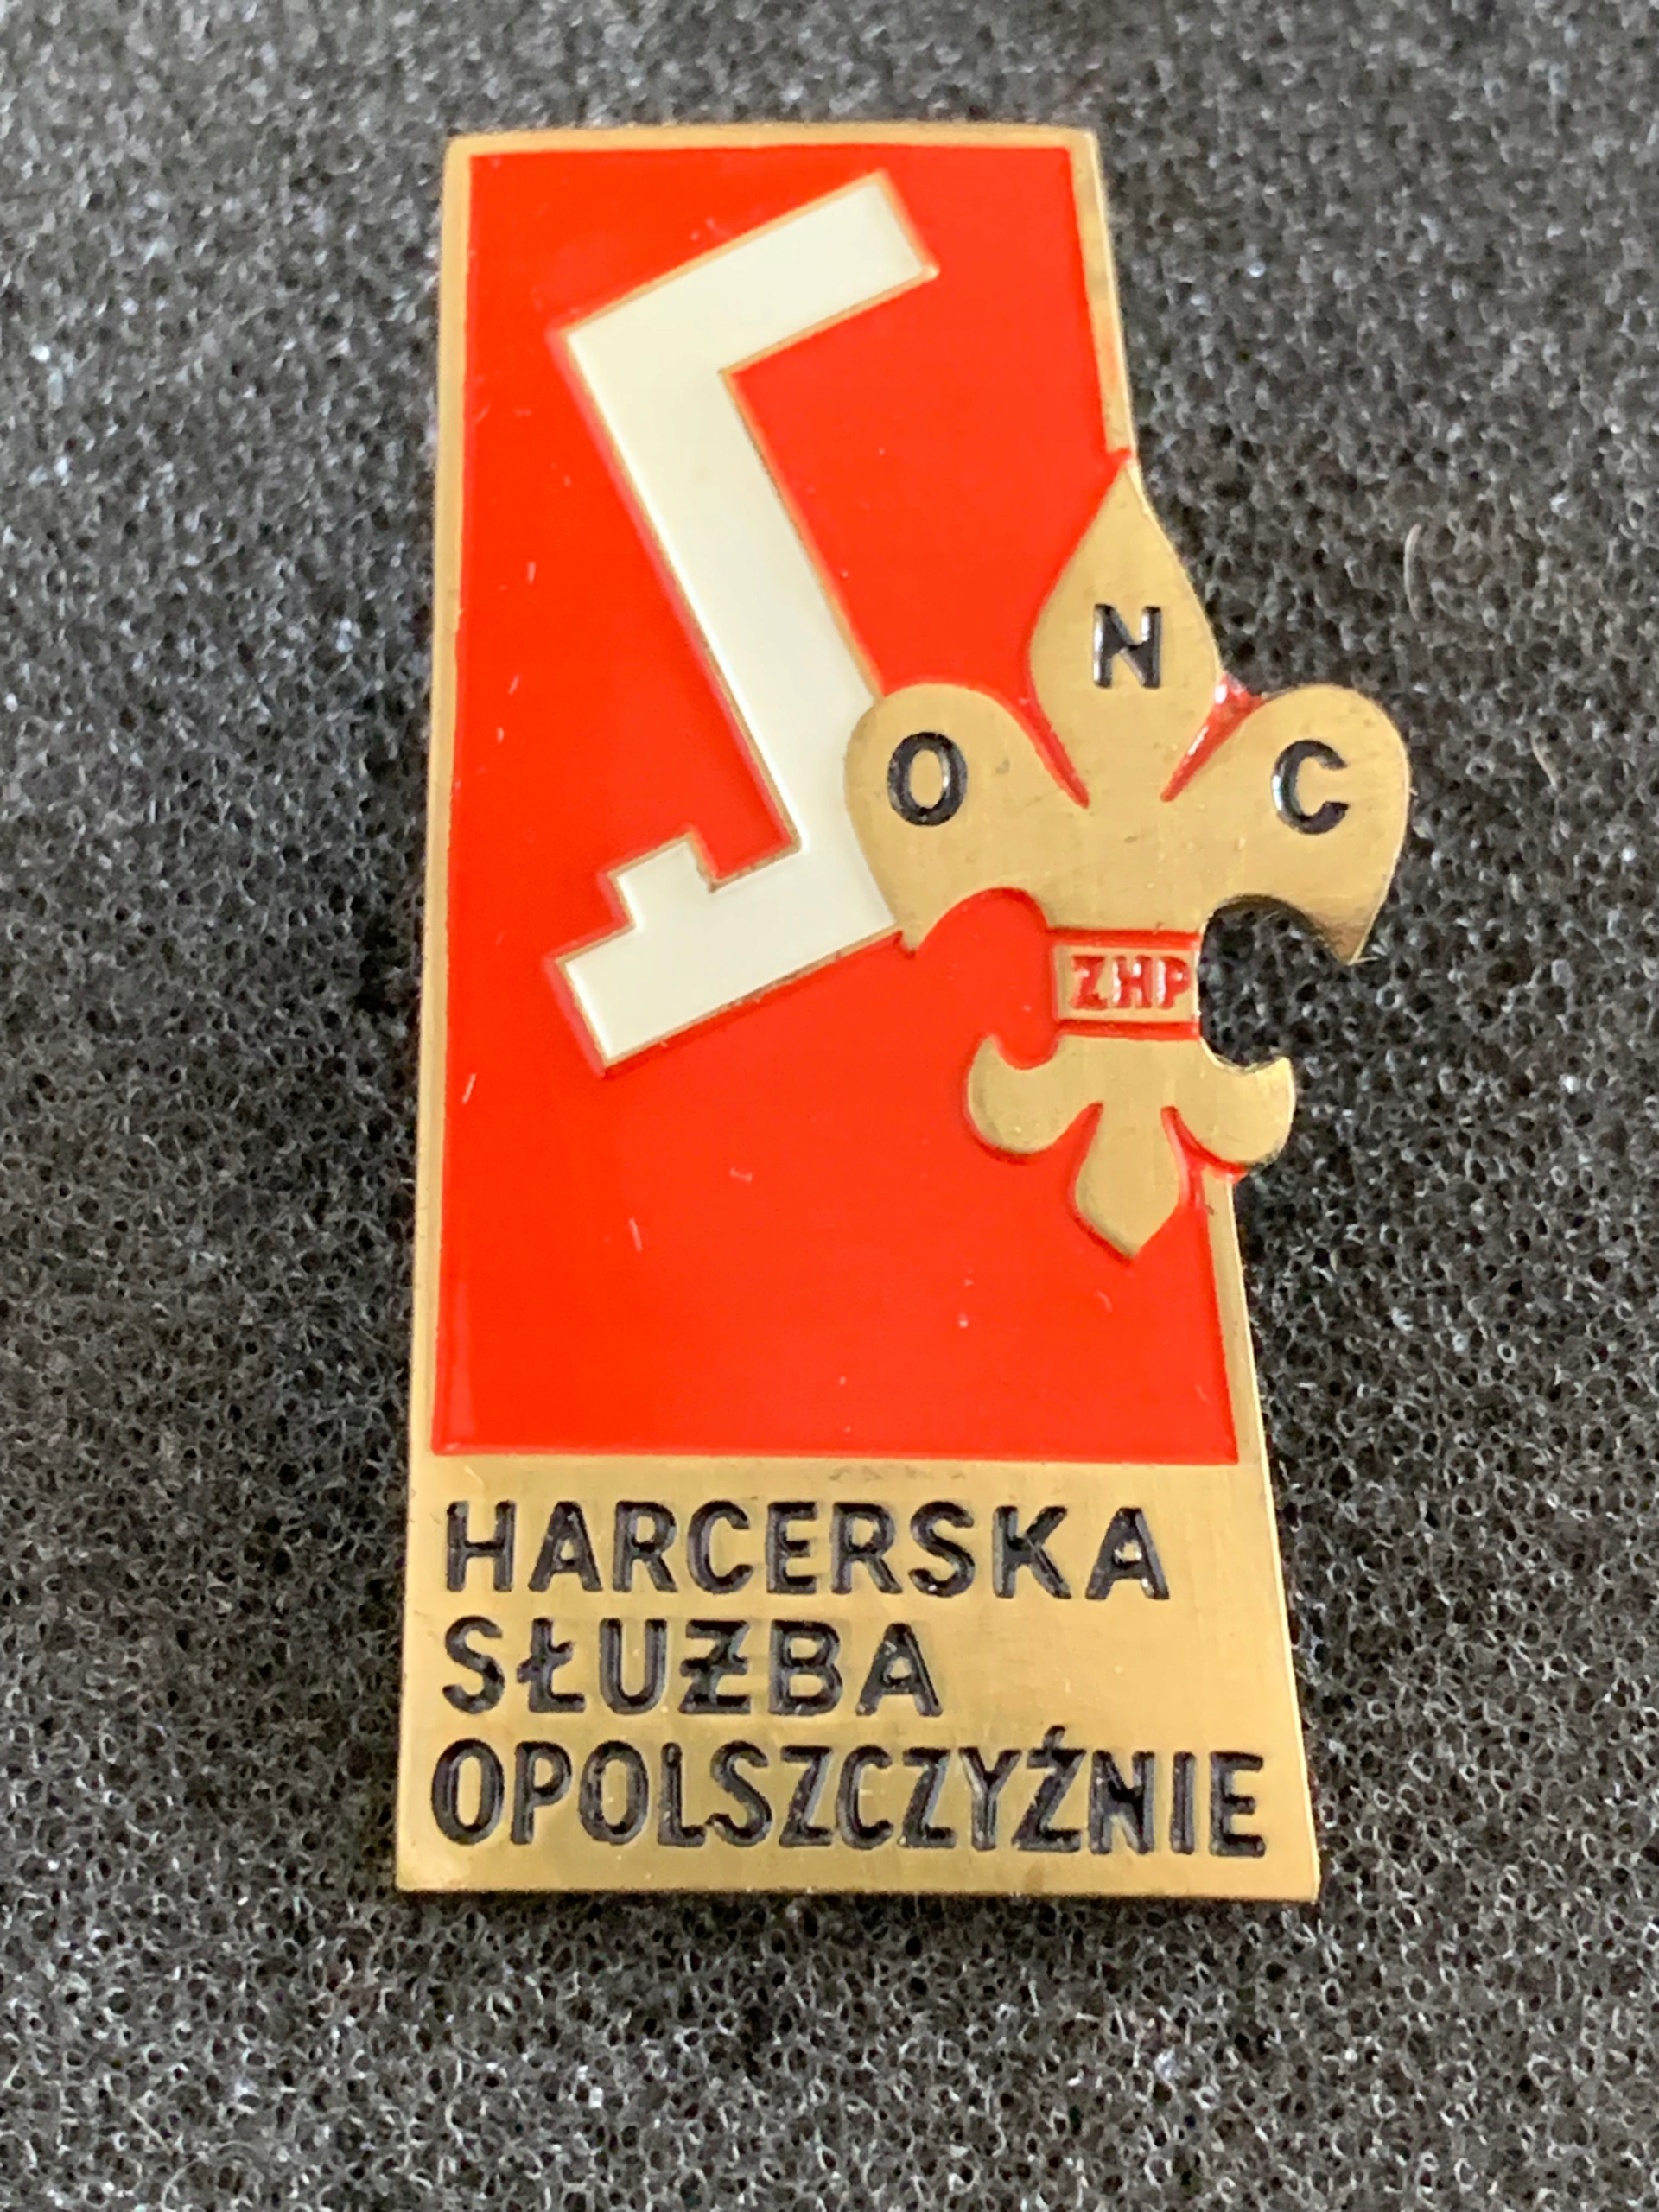 N
O C
ZHP
HARCERSKA
SŁUŻBA
OPOLSZCZYŹNIE